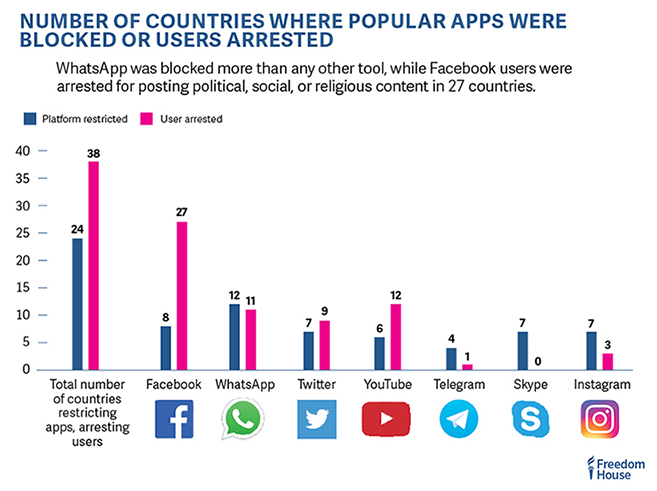 NUMBER OF COUNTRIES WHERE POPULAR APPS WERE
BLOCKED OR USERS ARRESTED
WhatsApp was blocked more than any other tool, while Facebook users were
arrested for posting political, social, or religious content in 27 countries.
Platform restricted User arrested
40
35
30
25
20
15
10
5
0
24 38
8 27
12 11
7 9
6 12
4 1
7 0
7 3
Total number
of countries
restricting
apps, arresting
users
Facebook
WhatsApp
Twitter
YouTube
Telegram
Skype
Instagram
f
S
Freedom
House